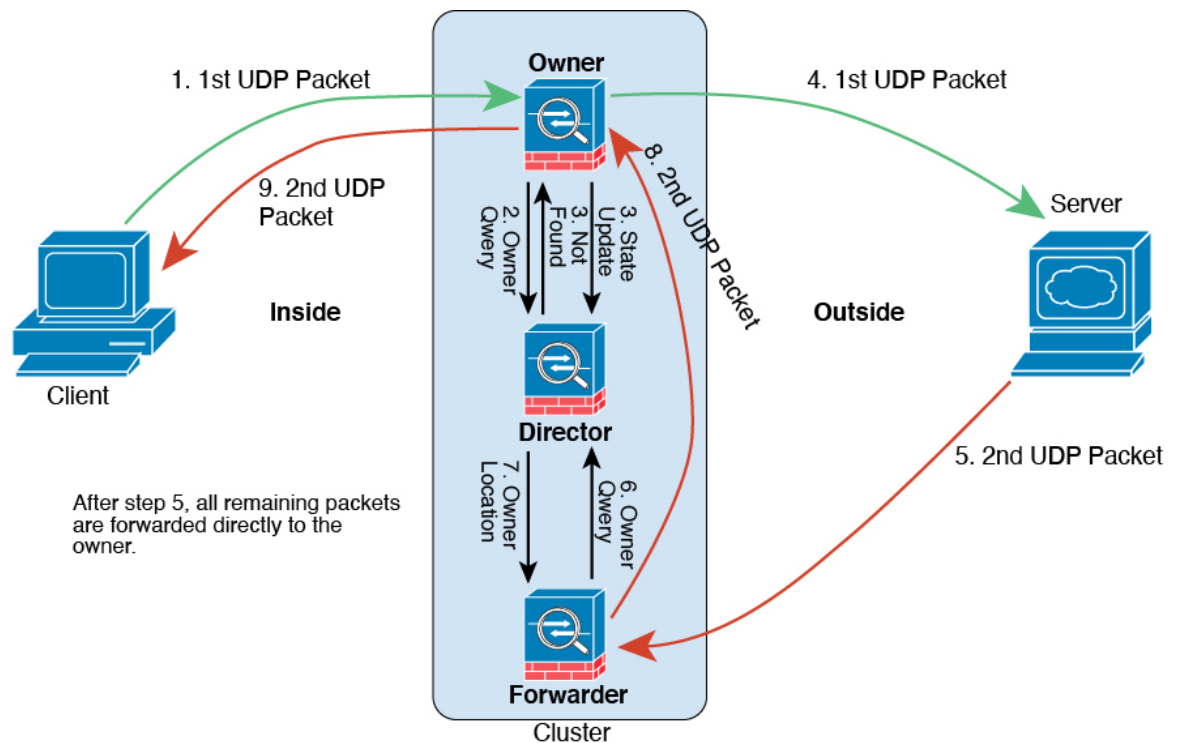 Owner
1. 1st UDP Packet
4. 1st UDP Packet
9. 2nd UDP
Packet
2. Owner
Qwery
3. Not
Found
3. State
Update
8. 2nd UDP Packet
Server
Inside
Outside
Client
Director
5. 2nd UDP Packet
7. Owner
Location
6. Owner
Qwery
After step 5, all remaining packets
are forwarded directly to the
owner.
Forwarder
Cluster